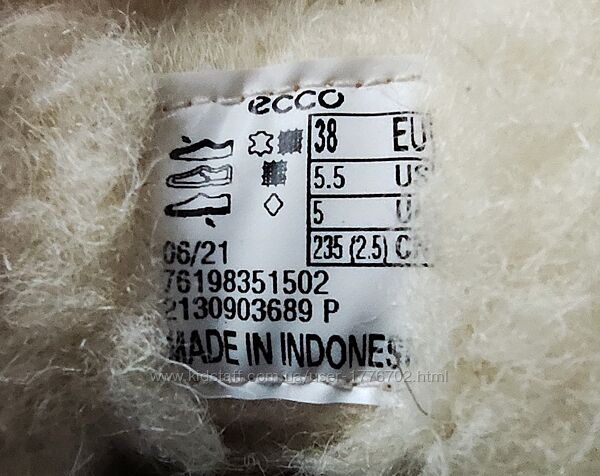 ecco
38 EU
5.5 US
5 U
235 (2.5) C
06/21
76198351502
2130903689 P
MADE IN INDONES
www.kidstaff.com.ua/user-1776702.html